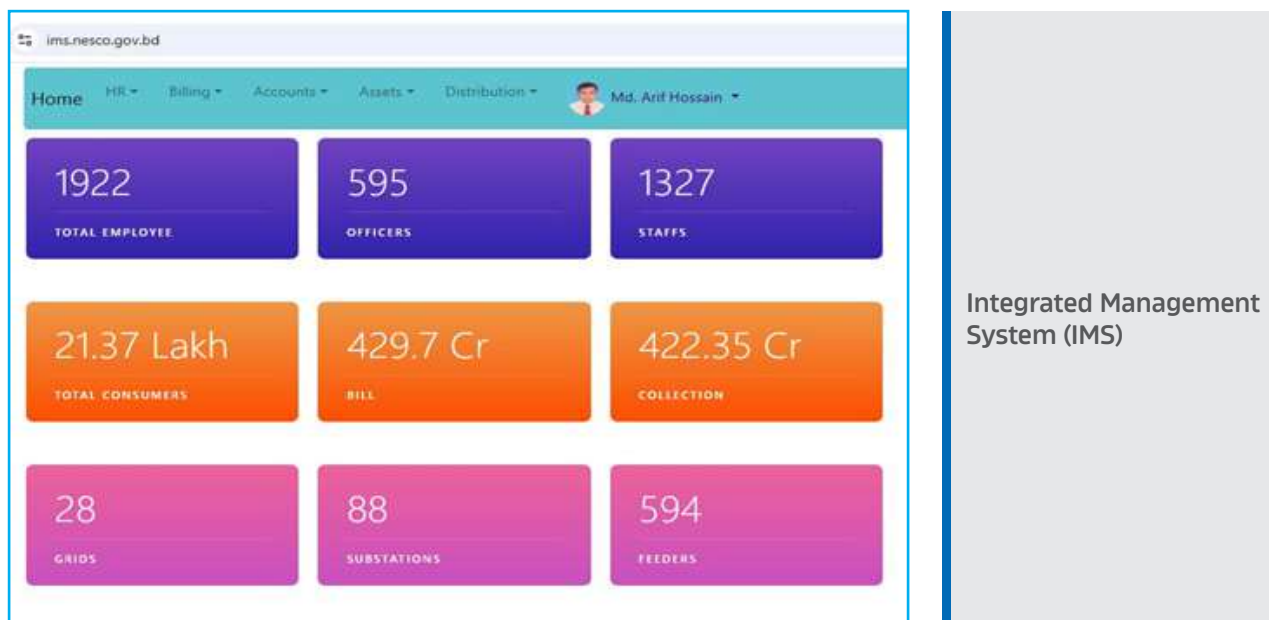 ims.nesco.gov.bd
Home HR Billing Accounts Assets Distribution Md. Arif Hossain
1922 595 1327
TOTAL EMPLOYEE OFFICERS STAFFS
21.37 Lakh 429.7 Cr 422.35 Cr
TOTAL CONSUMERS BILL COLLECTION
28 88 594
GRIDS SUBSTATIONS FEEDERS
Integrated Management
System (IMS)